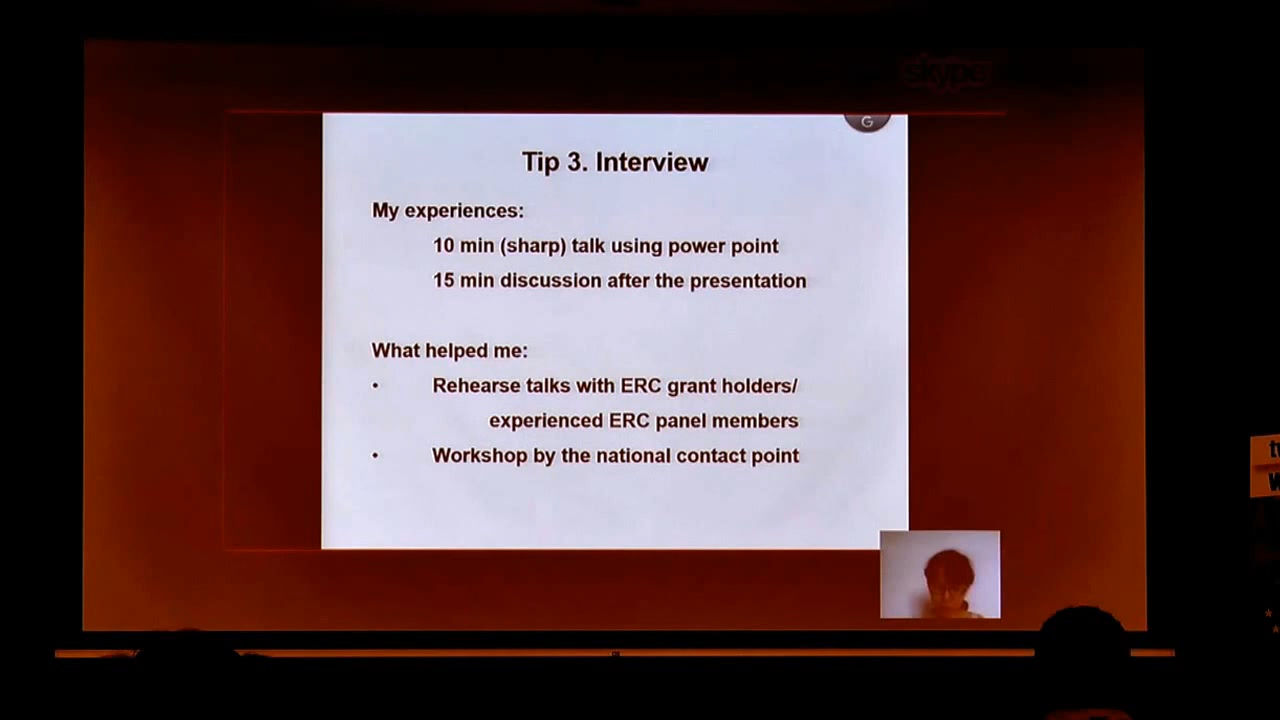 skype
G
Tip 3. Interview
My experiences:
10 min (sharp) talk using power point
15 min discussion after the presentation
What helped me:
• Rehearse talks with ERC grant holders/
experienced ERC panel members
• Workshop by the national contact point